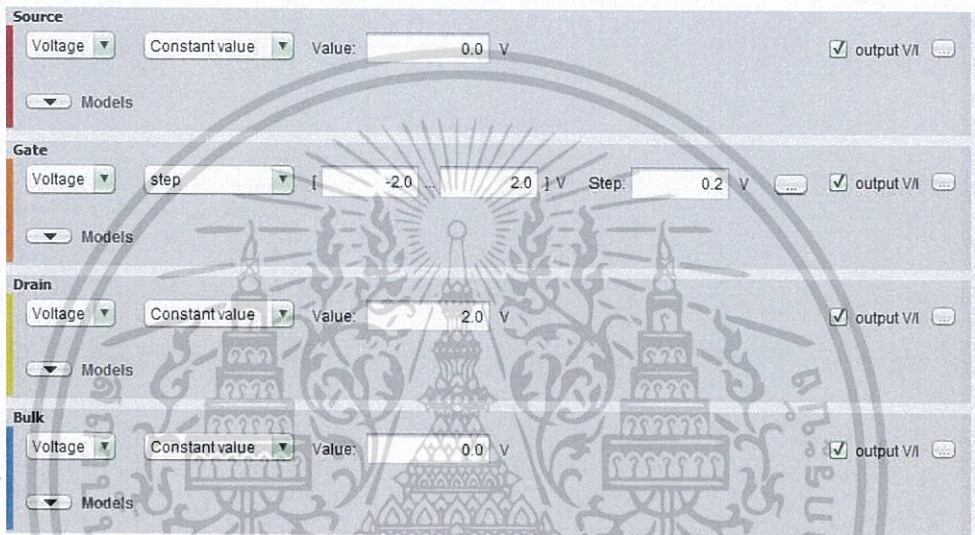 Source
Voltage Constant value Value: 0.0 V output V/I ...
Models
Gate
Voltage step [ -2.0 ... 2.0 ] V Step: 0.2 V ... output V/I ...
Models
Drain
Voltage Constant value Value: 2.0 V output V/I ...
Models
Bulk
Voltage Constant value Value: 0.0 V output V/I ...
Models